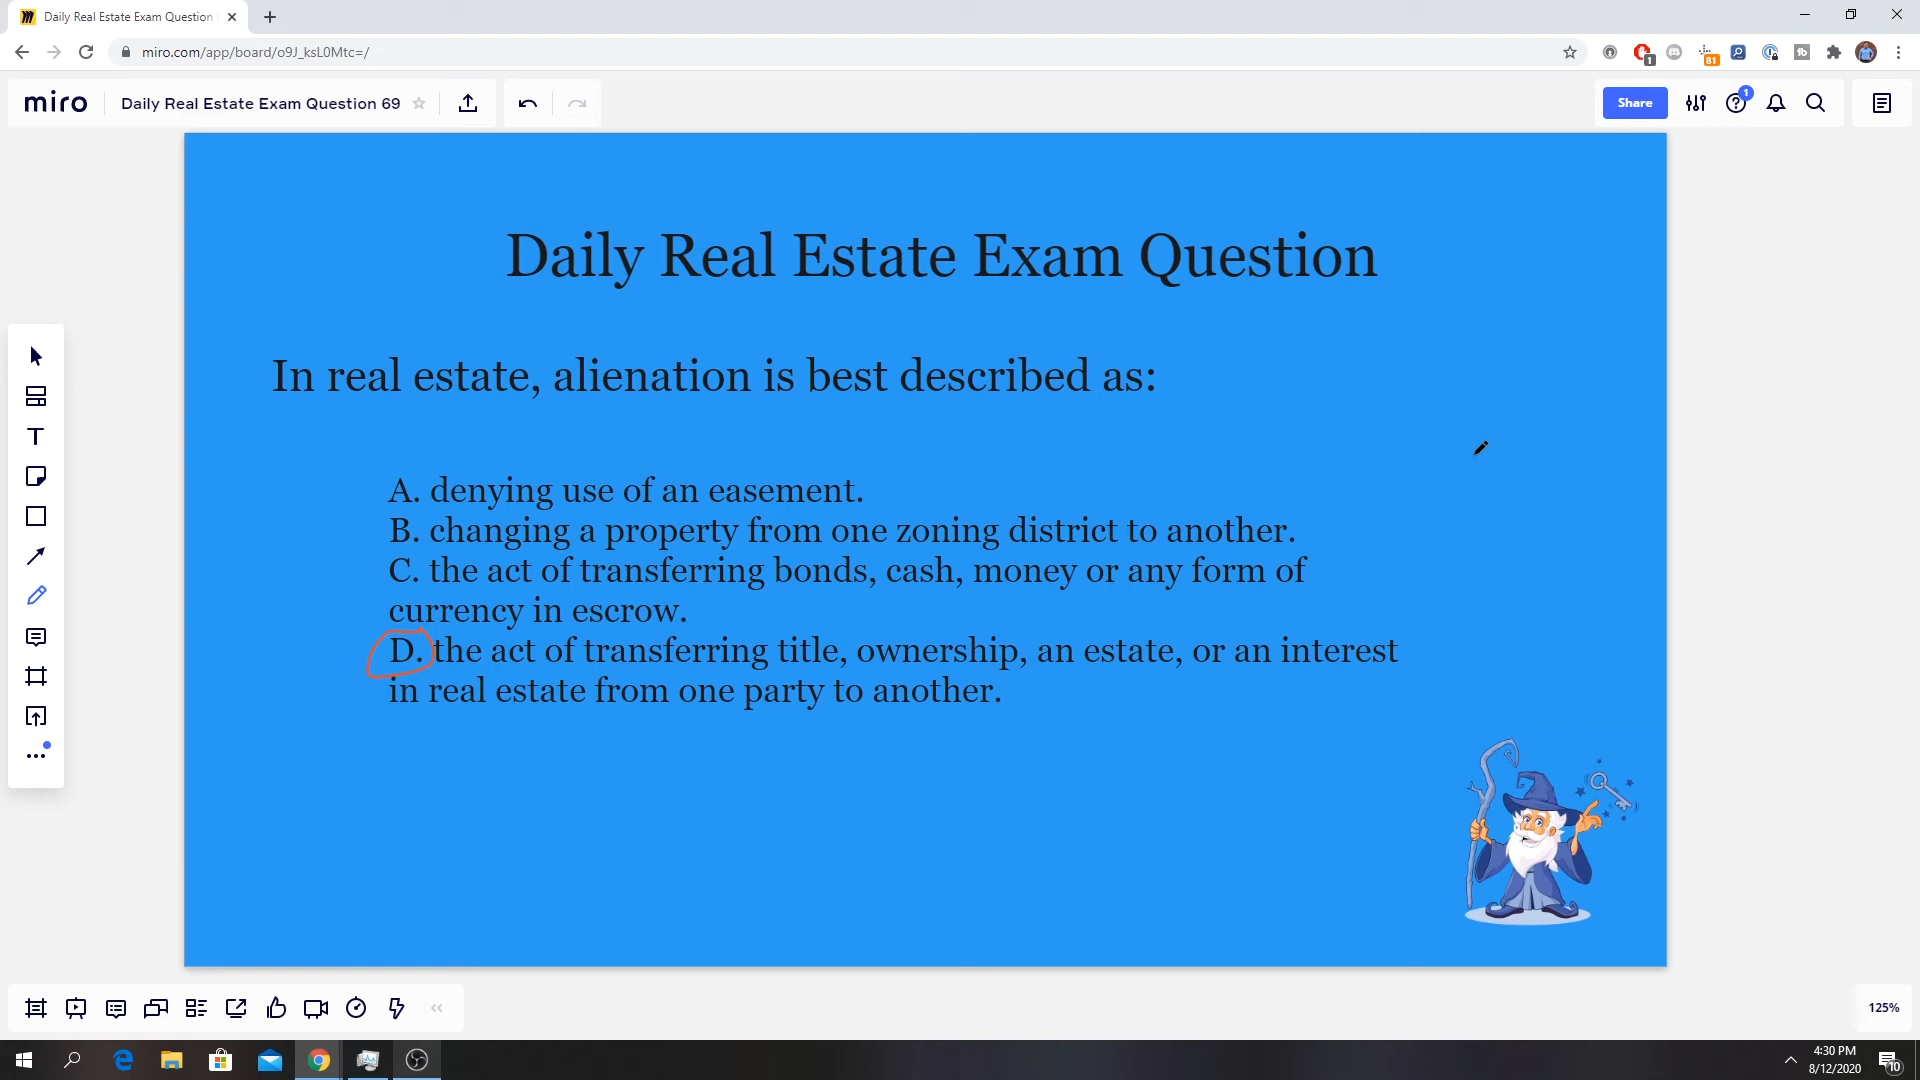 Daily Real Estate Exam Question
miro.com/app/board/o9J_ksL0Mtc=/
1
81
miro
Daily Real Estate Exam Question 69
Share
1
Daily Real Estate Exam Question
In real estate, alienation is best described as:
A. denying use of an easement.
B. changing a property from one zoning district to another.
C. the act of transferring bonds, cash, money or any form of
currency in escrow.
D. the act of transferring title, ownership, an estate, or an interest
in real estate from one party to another.
T
125%
4:30 PM
8/12/2020
10